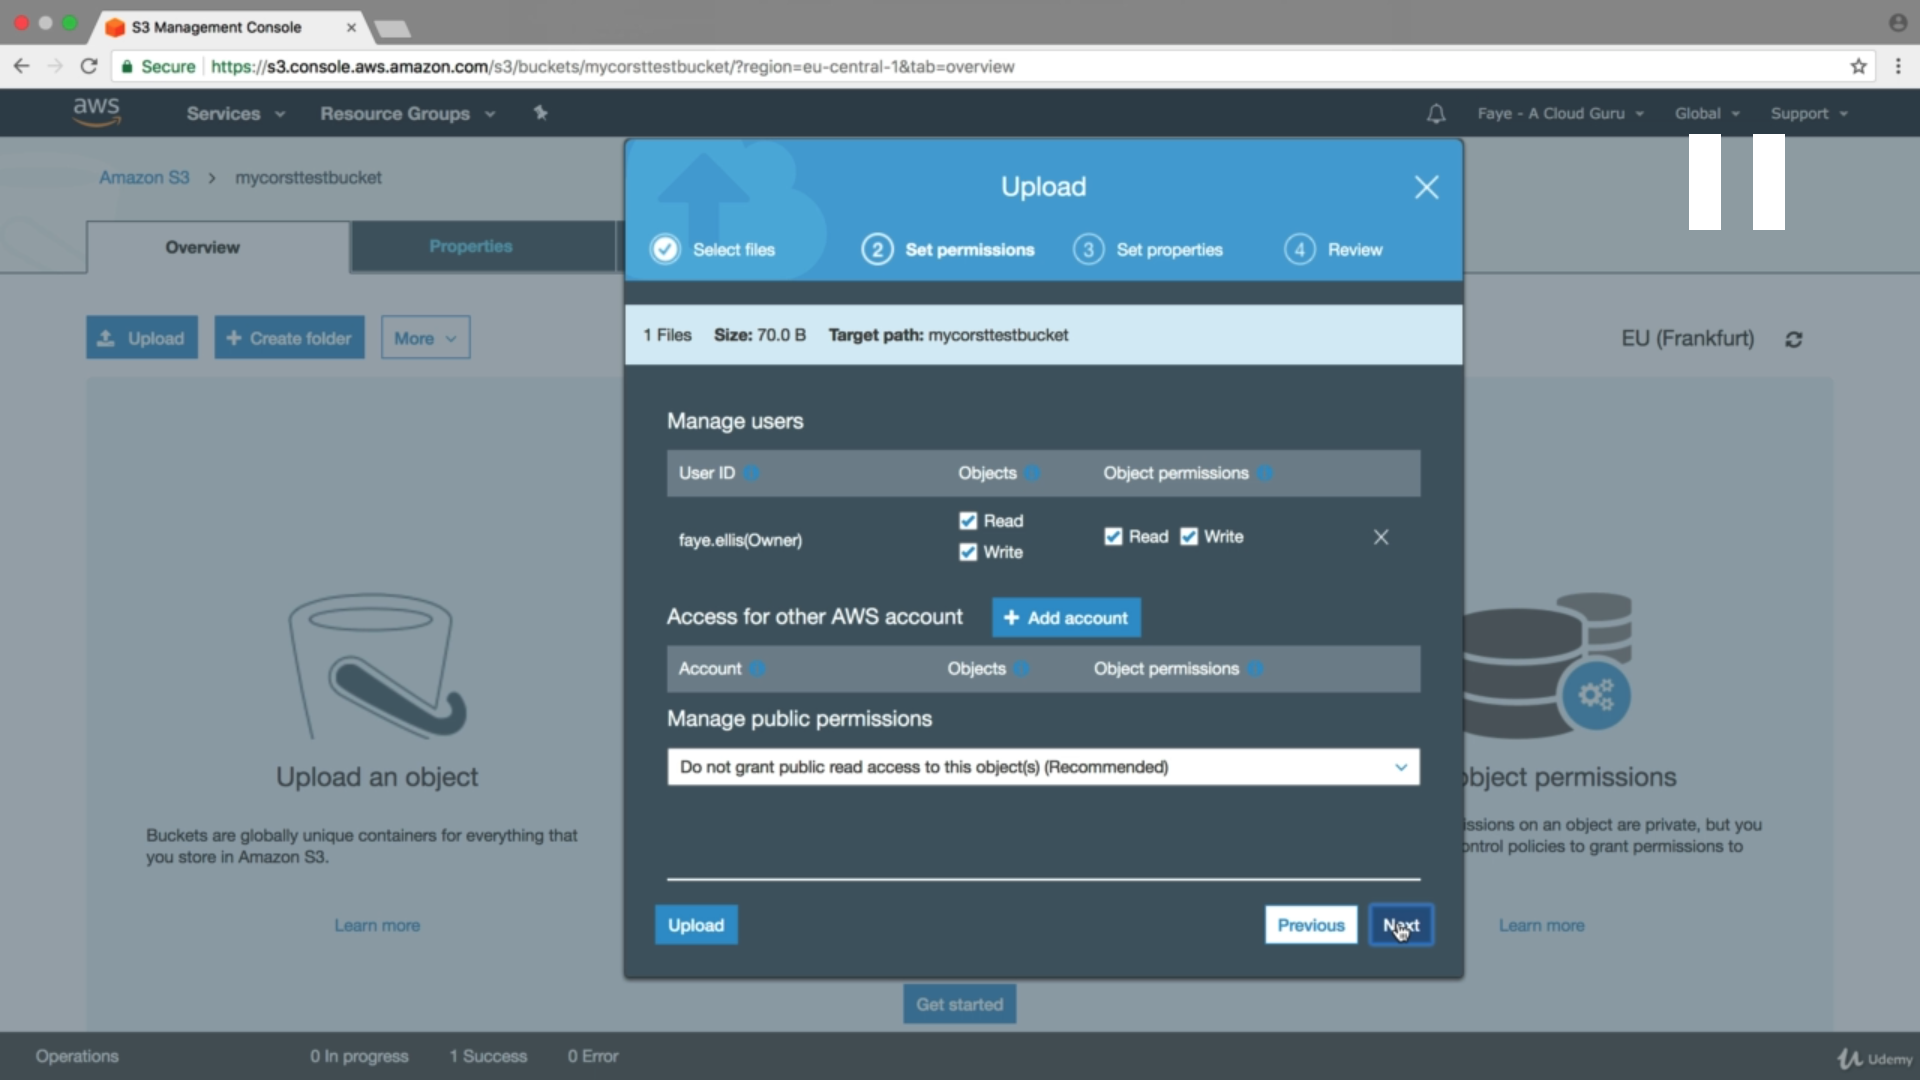 S3 Management Console
Secure https://s3.console.aws.amazon.com/s3/buckets/mycorsttestbucket/?region=eu-central-1&tab=overview
aws Services Resource Groups Faye - A Cloud Guru Global Support
Amazon S3 > mycorsttestbucket
Overview Properties
Upload + Create folder More
EU (Frankfurt)
Upload
Select files 2 Set permissions 3 Set properties 4 Review
1 Files Size: 70.0 B Target path: mycorsttestbucket
Manage users
User ID Objects Object permissions
faye.ellis(Owner)
Read
Write
Read Write
Access for other AWS account + Add account
Account Objects Object permissions
Manage public permissions
Do not grant public read access to this object(s) (Recommended)
Upload Previous Next
Upload an object
Buckets are globally unique containers for everything that
you store in Amazon S3.
Learn more
object permissions
issions on an object are private, but you
ontrol policies to grant permissions to
Learn more
Get started
Operations 0 In progress 1 Success 0 Error
Udemy